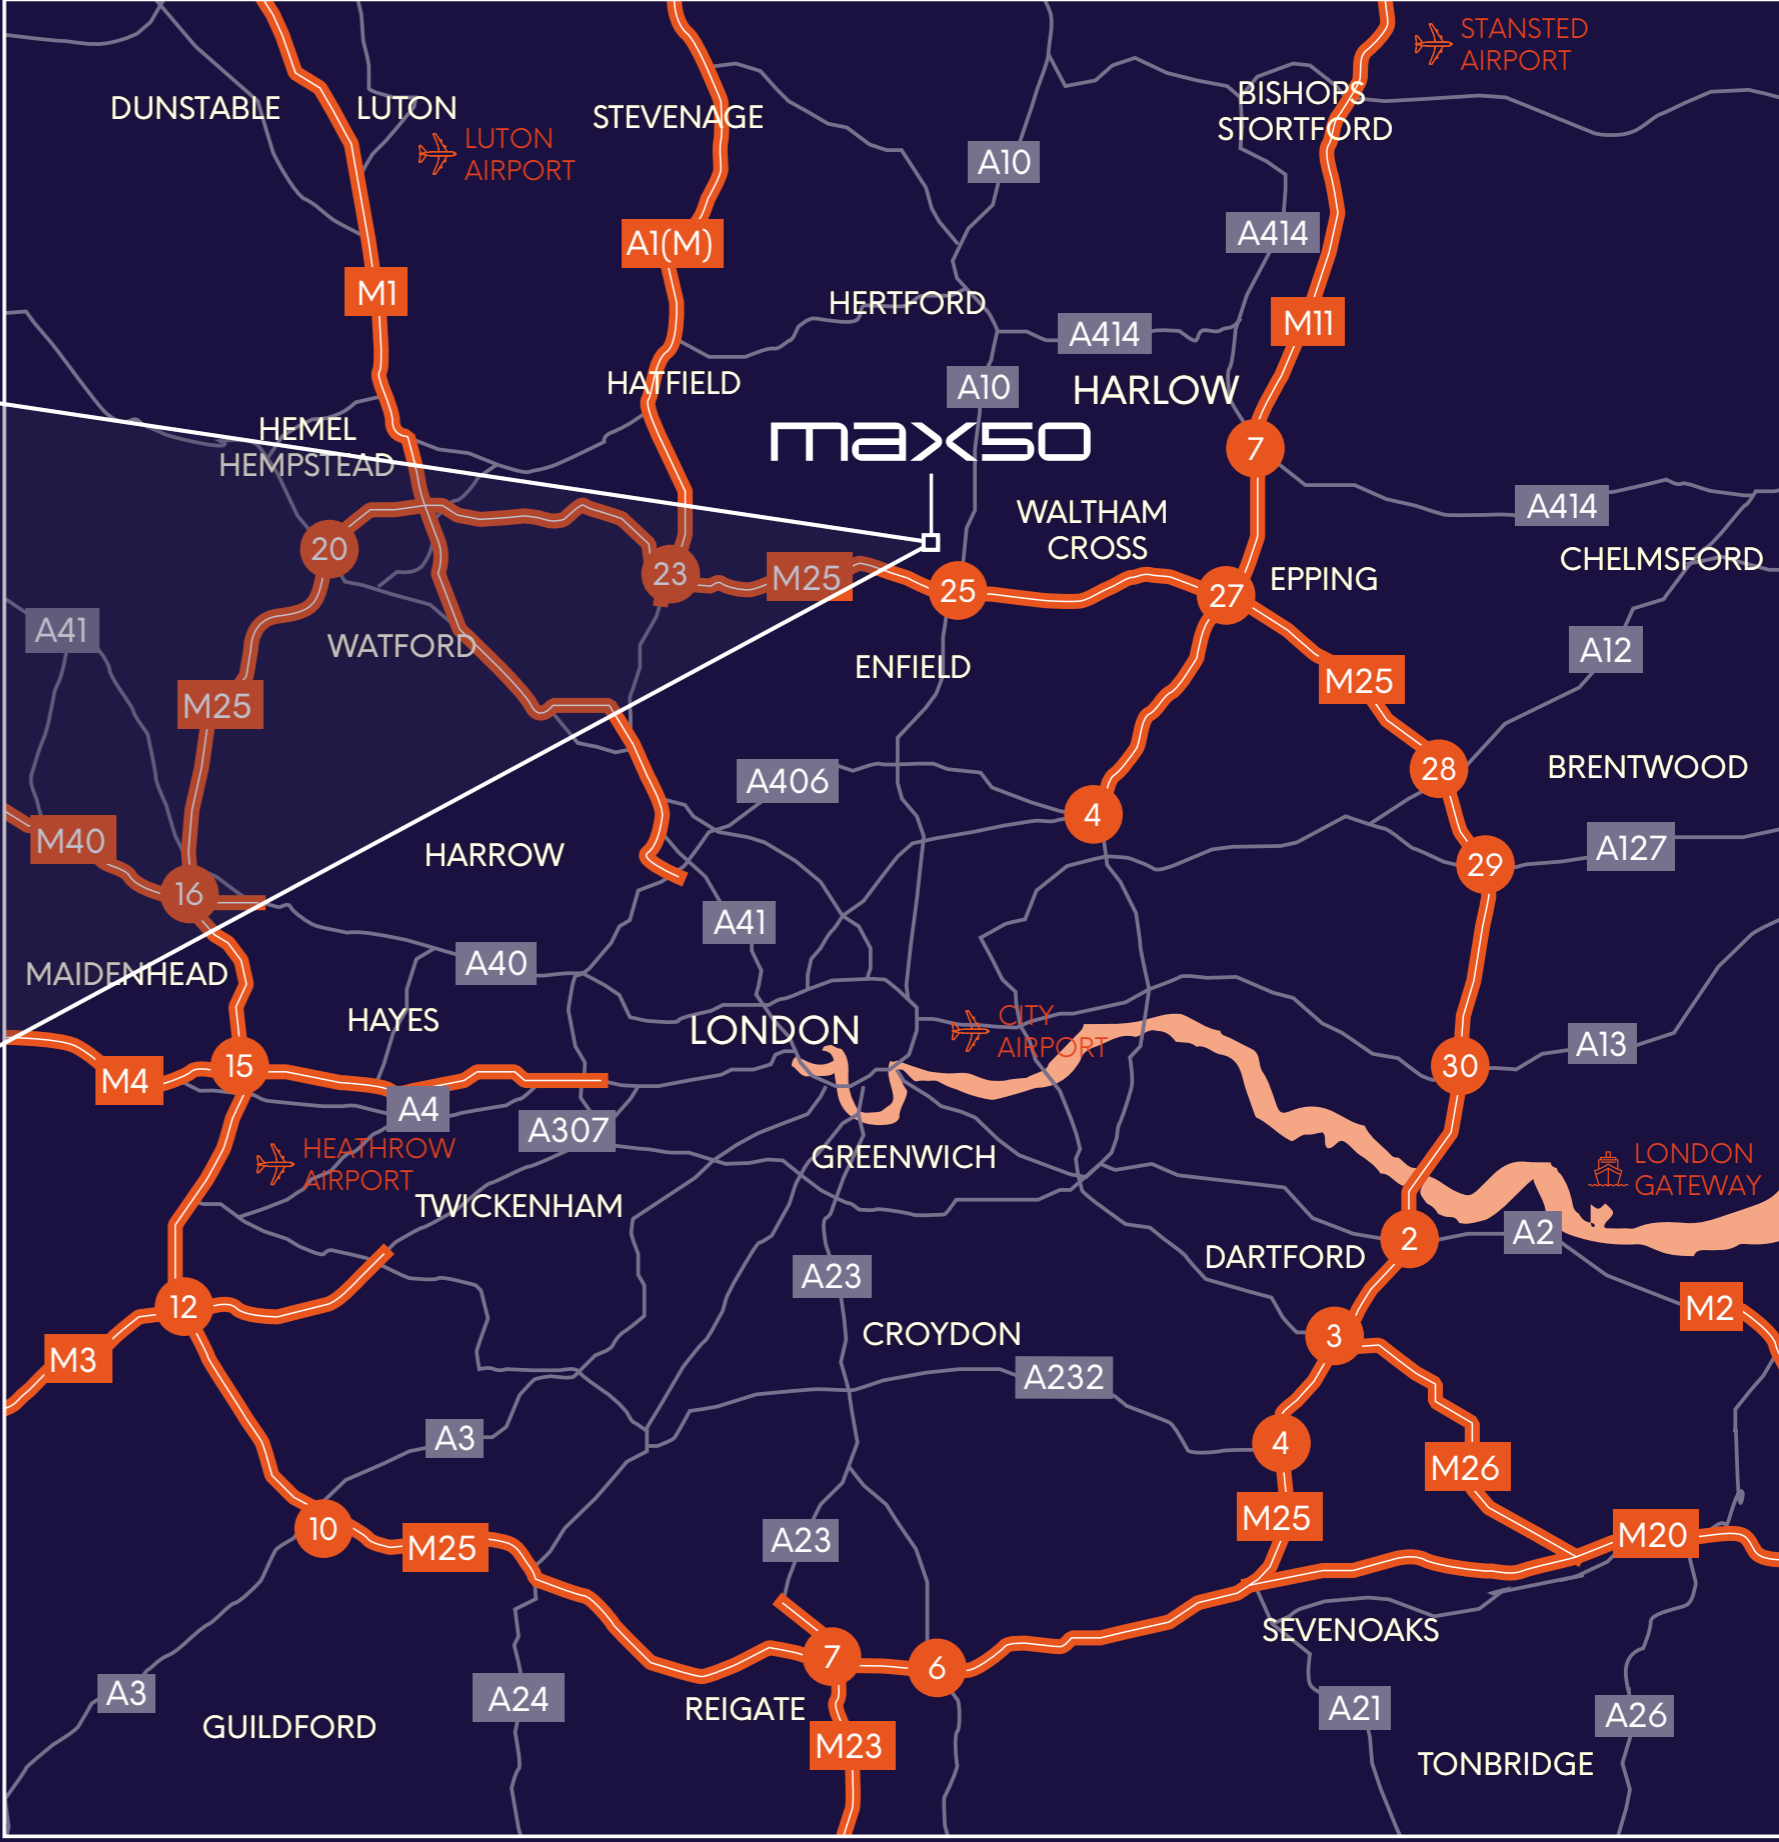 STANSTED
AIRPORT
BISHOPS
STORTFORD
DUNSTABLE
LUTON
LUTON
AIRPORT
STEVENAGE
A10
A414
A1(M)
M1
HERTFORD
M11
A414
HATFIELD
A10
HARLOW
HEMEL
HEMPSTEAD
max50
7
A414
WALTHAM
CROSS
CHELMSFORD
20
23
M25
25
27
EPPING
A41
WATFORD
ENFIELD
A12
M25
M25
28
BRENTWOOD
A406
4
M40
HARROW
A127
29
16
A41
MAIDENHEAD
A40
HAYES
LONDON
CITY
AIRPORT
A13
15
30
M4
A4
A307
HEATHROW
AIRPORT
GREENWICH
LONDON
GATEWAY
TWICKENHAM
A2
2
DARTFORD
A23
12
M2
CROYDON
3
M3
A232
A3
4
M26
10
M25
M25
A23
M20
SEVENOAKS
7
6
A3
A24
REIGATE
A21
A26
GUILDFORD
M23
TONBRIDGE